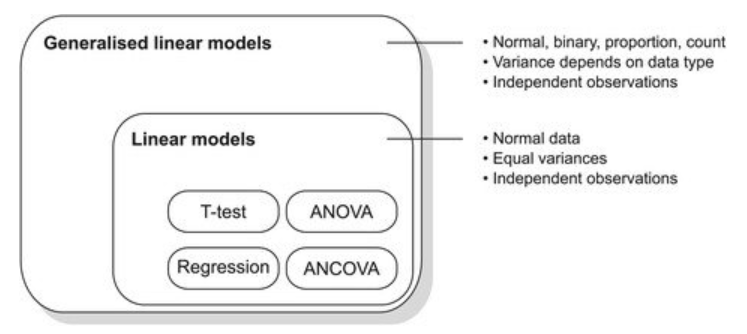 Generalised linear models
• Normal, binary, proportion, count
• Variance depends on data type
• Independent observations
Linear models
• Normal data
• Equal variances
• Independent observations
T-test
ANOVA
Regression
ANCOVA